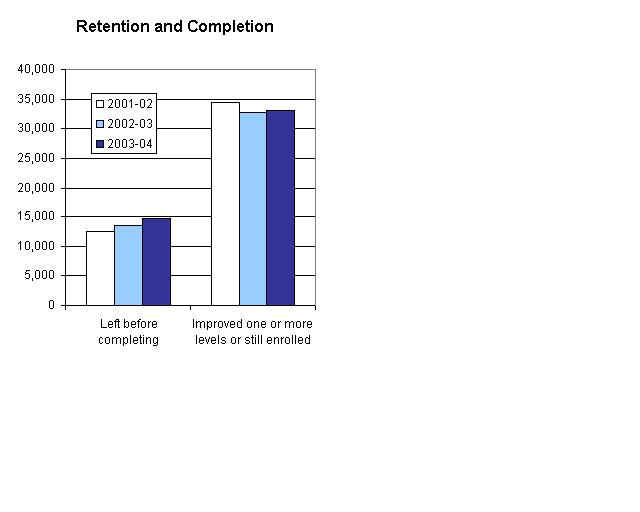 Retention and Completion
40,000
35,000
30,000
25,000
20,000
15,000
10,000
5,000
0
2001-02
2002-03
2003-04
Left before
completing
Improved one or more
levels or still enrolled